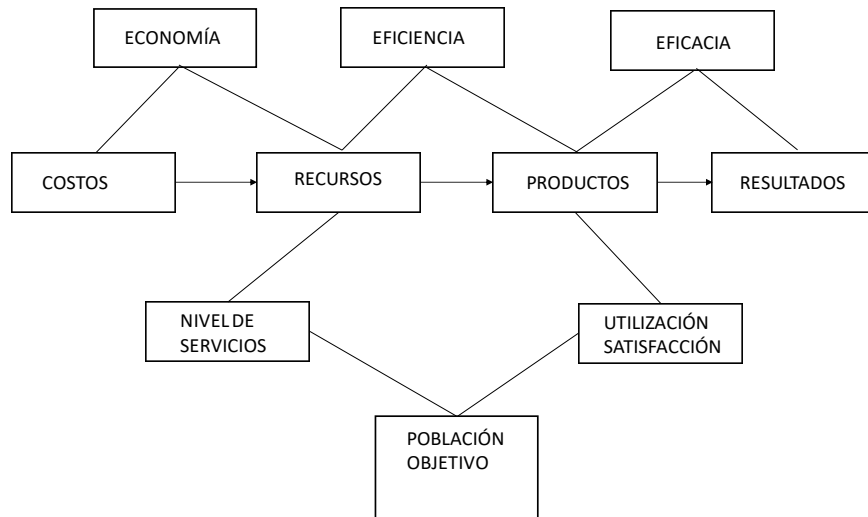 ECONOMÍA
EFICIENCIA
EFICACIA
COSTOS
RECURSOS
PRODUCTOS
RESULTADOS
NIVEL DE
SERVICIOS
UTILIZACIÓN
SATISFACCIÓN
POBLACIÓN
OBJETIVO